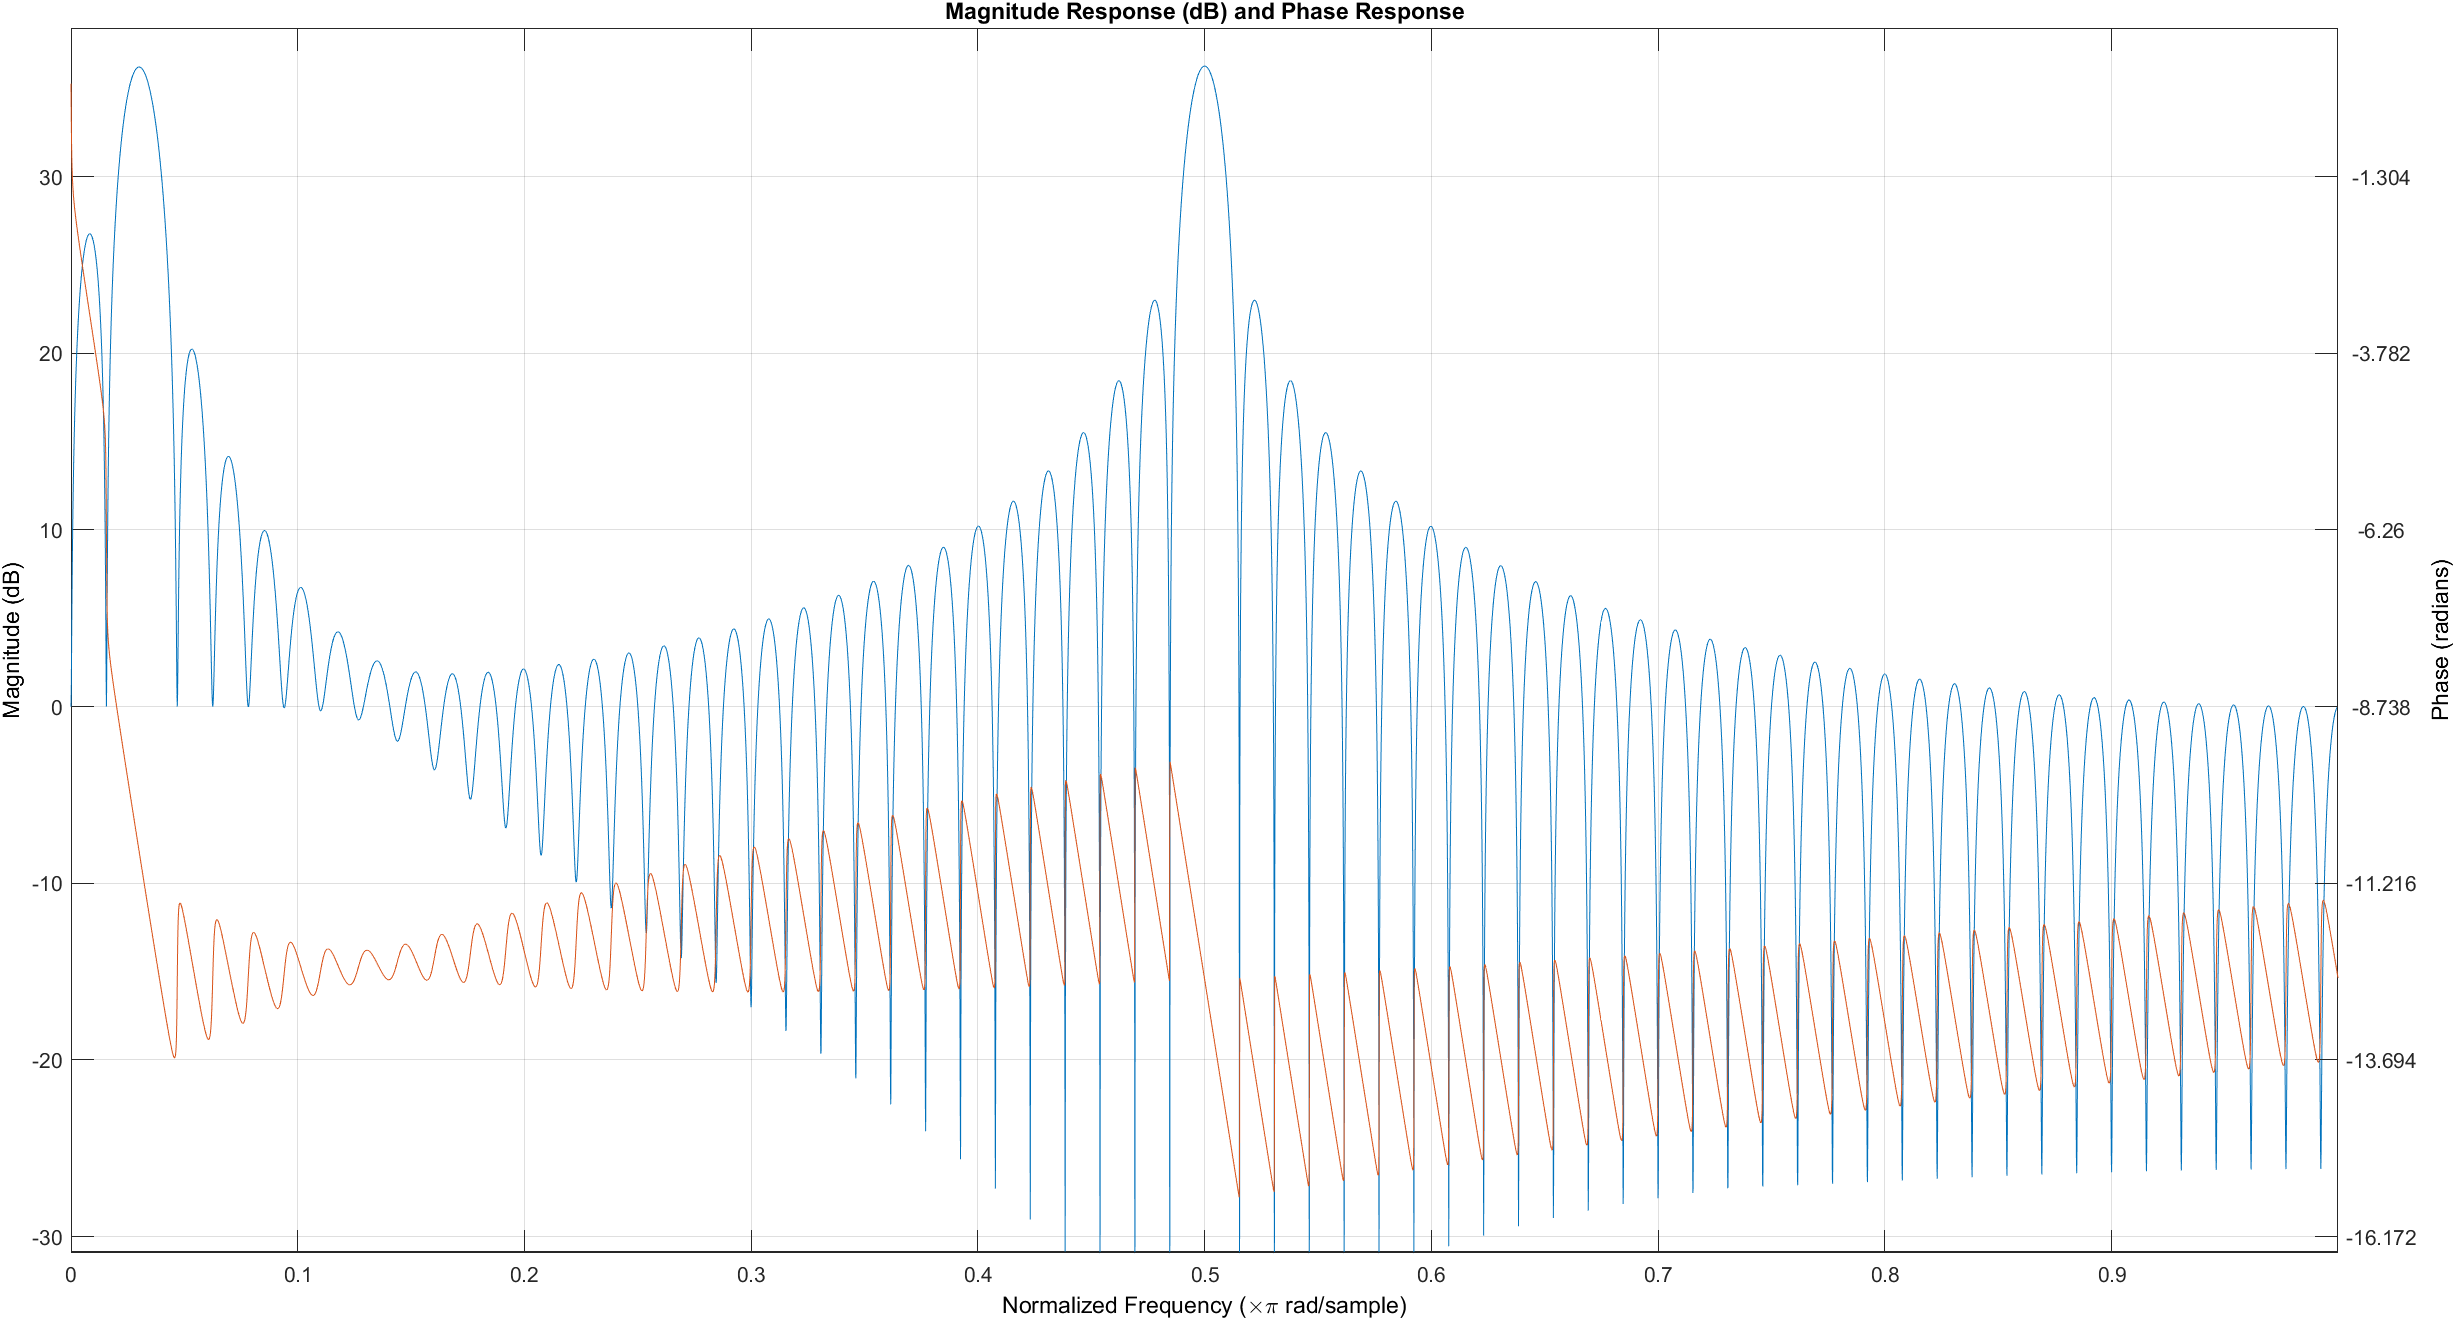 Magnitude Response (dB) and Phase Response
30
20
10
0
-10
-20
-30
Magnitude (dB)
-1.304
-3.782
-6.26
-8.738
-11.216
-13.694
-16.172
Phase (radians)
0 0.1 0.2 0.3 0.4 0.5 0.6 0.7 0.8 0.9
Normalized Frequency (×π rad/sample)